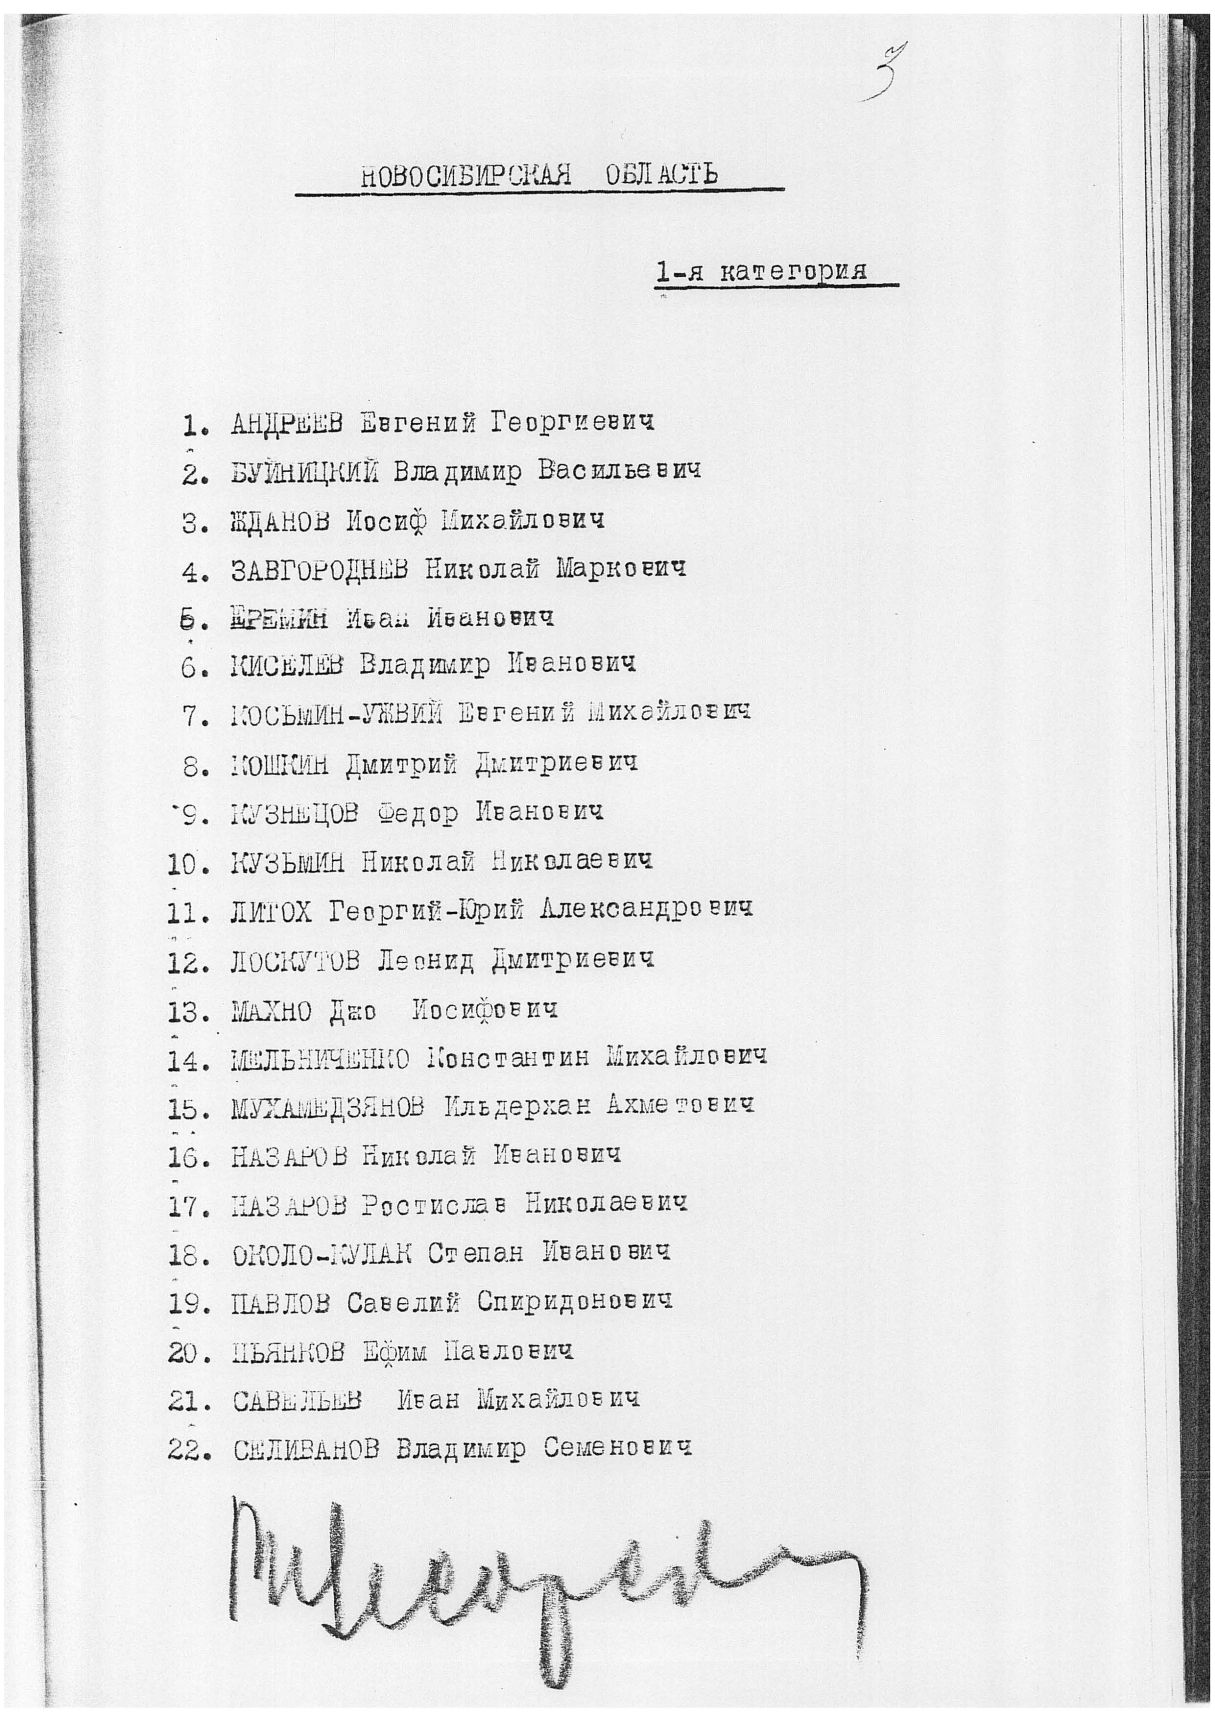 3
НОВОСИБИРСКАЯ ОБЛАСТЬ
1-я категория
1. АНДРЕЕВ Евгений Георгиевич
2. БУЙНИЦКИЙ Владимир Васильевич
3. ЖДАНОВ Иосиф Михайлович
4. ЗАВГОРОДНЕВ Николай Маркович
5. ЕРЕМИН Иван Иванович
6. КИСЕЛЕВ Владимир Иванович
7. КОСЬМИН-УЖВИЙ Евгений Михайлович
8. КОШКИН Дмитрий Дмитриевич
9. КУЗНЕЦОВ Федор Иванович
10. КУЗЬМИН Николай Николаевич
11. ЛИТОХ Георгий-Юрий Александрович
12. ЛОСКУТОВ Леонид Дмитриевич
13. МАХНО Джо Иосифович
14. МЕЛЬНИЧЕНКО Константин Михайлович
15. МУХАМЕДЗЯНОВ Ильдерхан Ахметович
16. НАЗАРОВ Николай Иванович
17. НАЗАРОВ Ростислав Николаевич
18. ОКОЛО-КУЛАК Степан Иванович
19. ПАВЛОВ Савелий Спиридонович
20. ПЬЯНКОВ Ефим Павлович
21. САВЕЛЬЕВ Иван Михайлович
22. СЕЛИВАНОВ Владимир Семенович